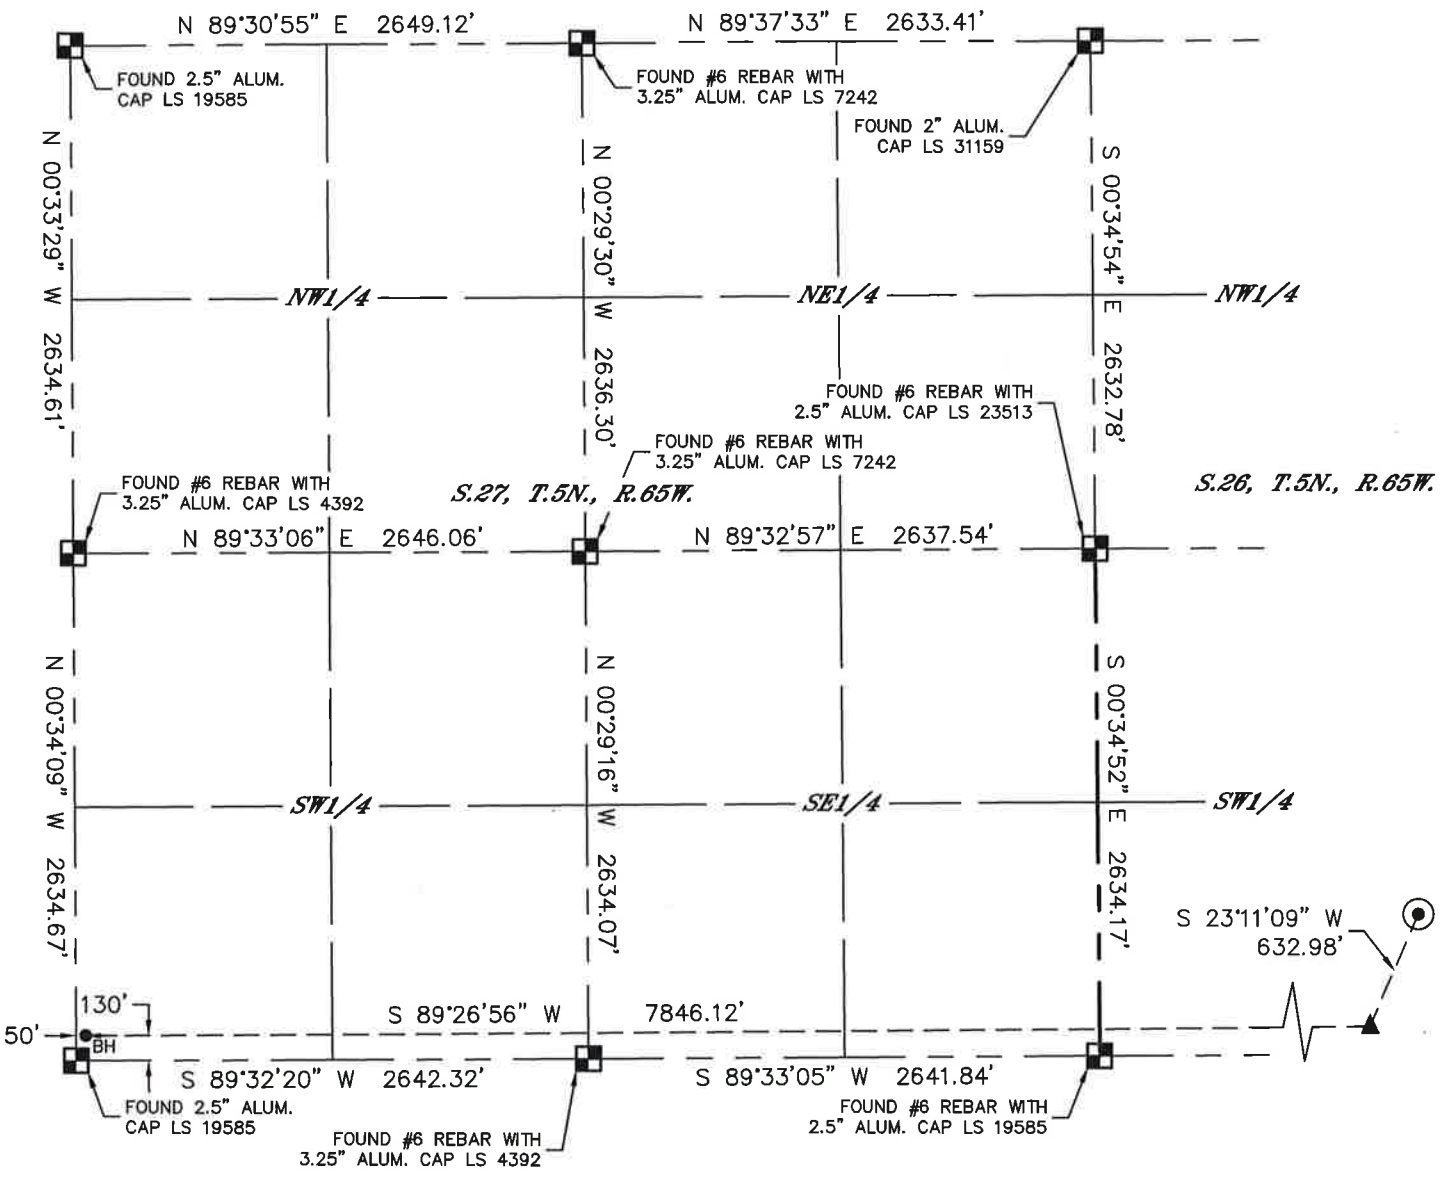 N 89°30'55" E 2649.12'
N 89°37'33" E 2633.41'
FOUND 2.5" ALUM.
CAP LS 19585
FOUND #6 REBAR WITH
3.25" ALUM. CAP LS 7242
FOUND 2" ALUM.
CAP LS 31159
N 00°33'29" W 2634.61'
N 00°29'30" W 2636.30'
S 00°34'54" E 2632.78'
NW1/4
NE1/4
NW1/4
FOUND #6 REBAR WITH
2.5" ALUM. CAP LS 23513
FOUND #6 REBAR WITH
3.25" ALUM. CAP LS 7242
FOUND #6 REBAR WITH
3.25" ALUM. CAP LS 4392
S.27, T.5N., R.65W.
S.26, T.5N., R.65W.
N 89°33'06" E 2646.06'
N 89°32'57" E 2637.54'
N 00°34'09" W 2634.67'
N 00°29'16" W 2634.07'
S 00°34'52" E 2634.17'
SW1/4
SE1/4
SW1/4
S 23°11'09" W
632.98'
130'
50'
BH
S 89°26'56" W 7846.12'
S 89°32'20" W 2642.32'
S 89°33'05" W 2641.84'
FOUND 2.5" ALUM.
CAP LS 19585
FOUND #6 REBAR WITH
3.25" ALUM. CAP LS 4392
FOUND #6 REBAR WITH
2.5" ALUM. CAP LS 19585